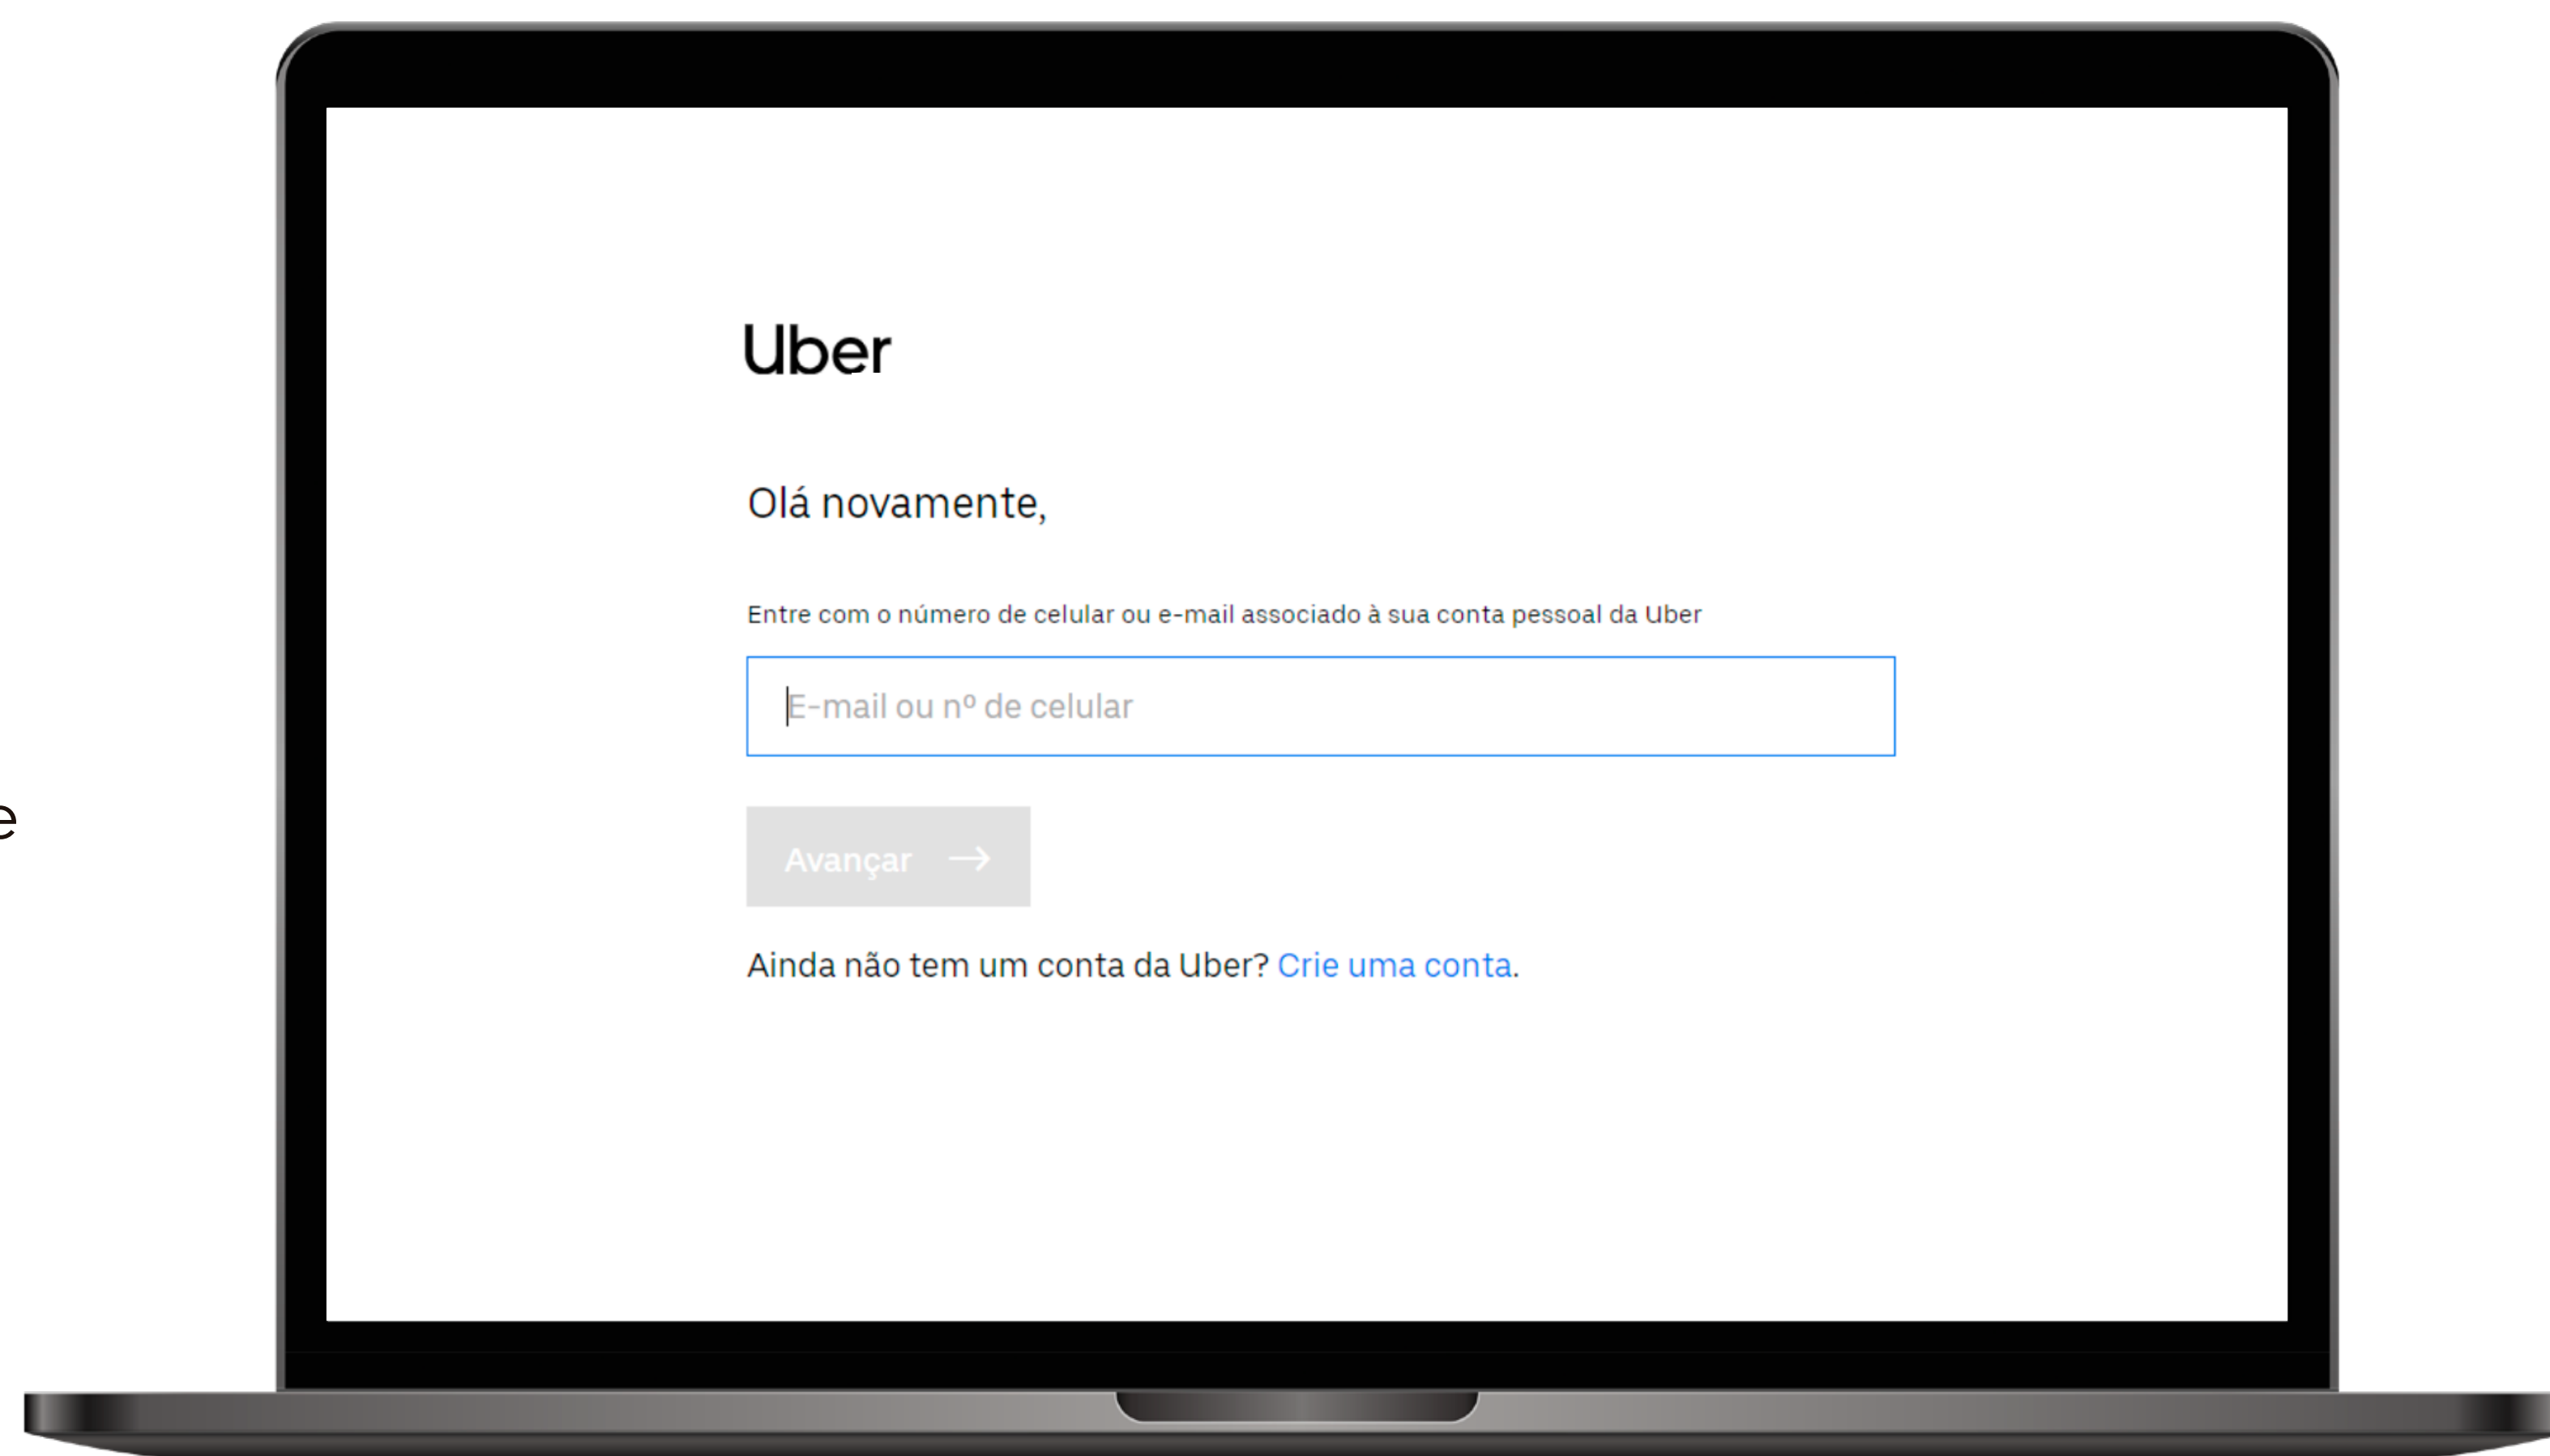 Uber
Olá novamente,
Entre com o número de celular ou e-mail associado à sua conta pessoal da Uber
E-mail ou nº de celular
e
Avançar →
Ainda não tem um conta da Uber? Crie uma conta.